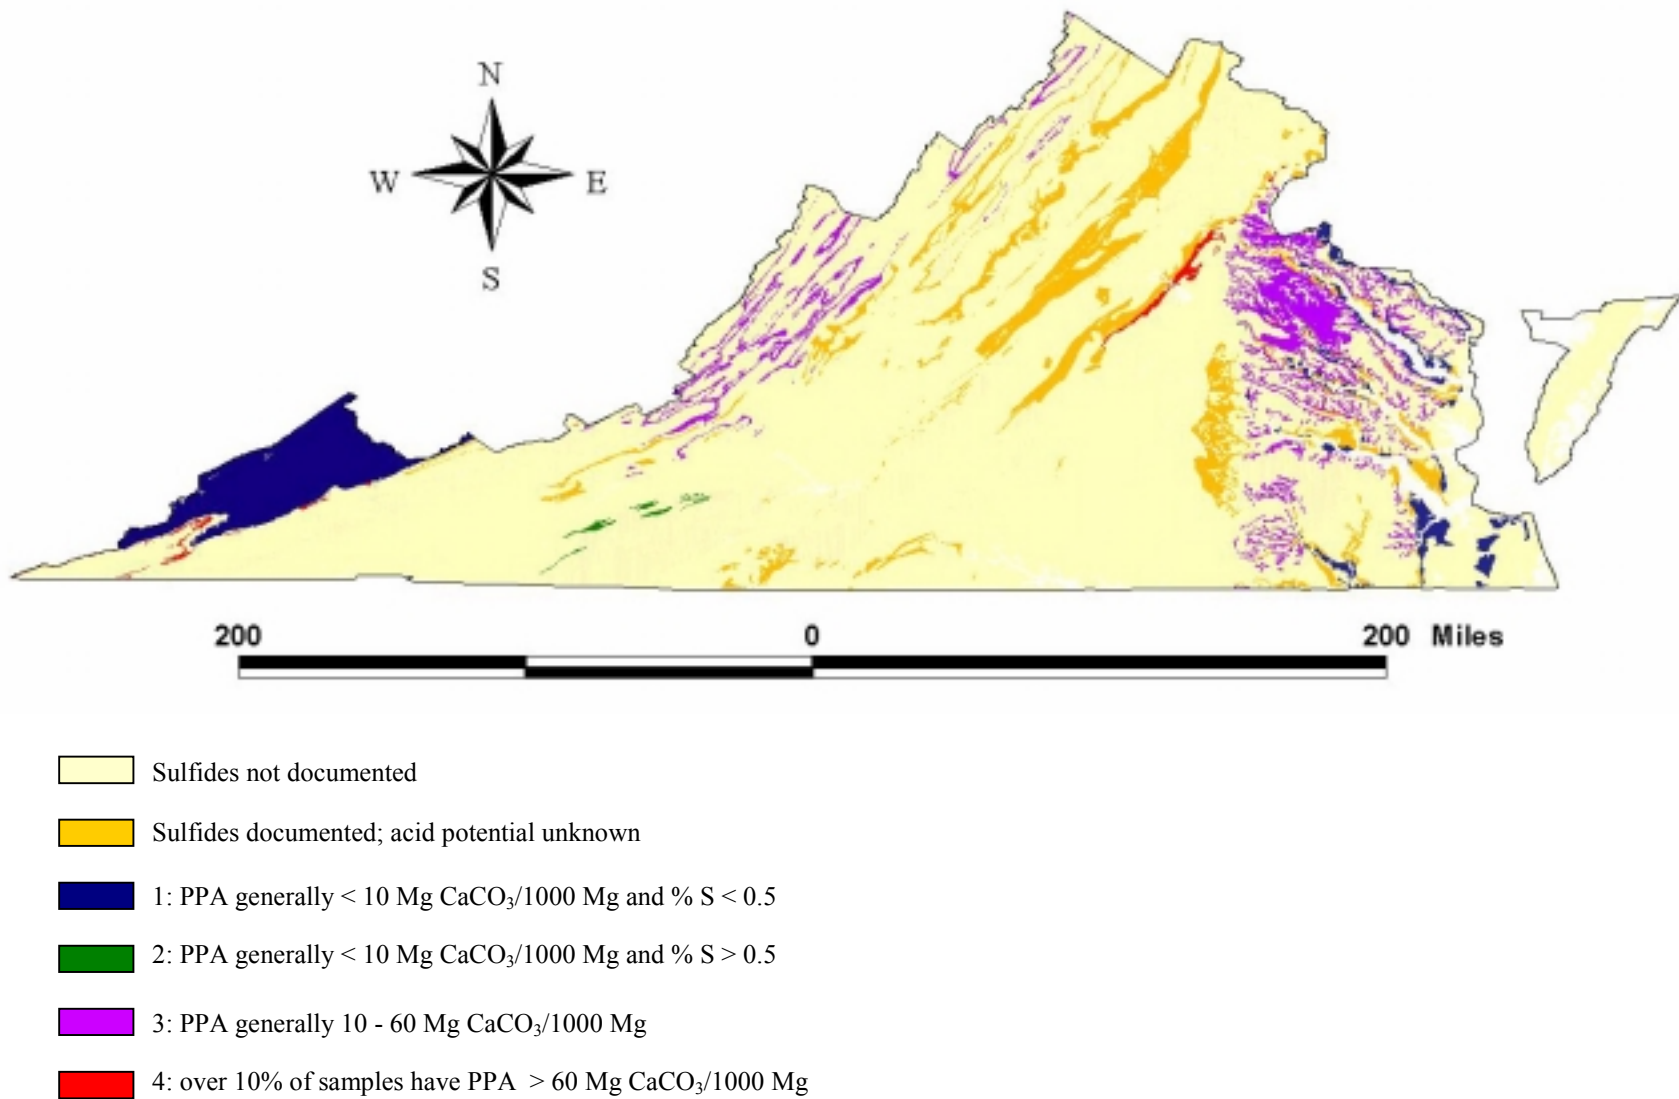 N
W E
S
200 0 200 Miles
Sulfides not documented
Sulfides documented; acid potential unknown
1: PPA generally < 10 Mg CaCO₃/1000 Mg and % S < 0.5
2: PPA generally < 10 Mg CaCO₃/1000 Mg and % S > 0.5
3: PPA generally 10 - 60 Mg CaCO₃/1000 Mg
4: over 10% of samples have PPA > 60 Mg CaCO₃/1000 Mg